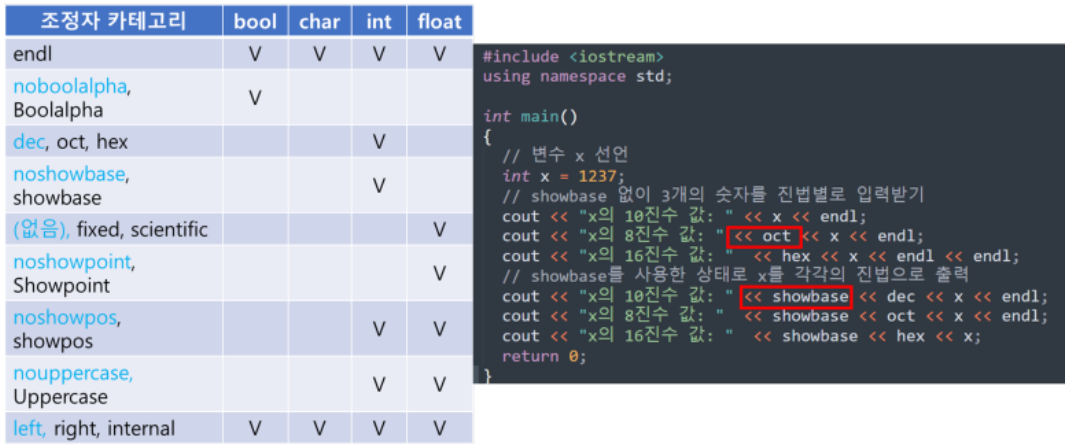 조정자 카테고리 bool char int float
endl V V V V
noboolalpha,
Boolalpha V
dec, oct, hex V
noshowbase,
showbase V
(없음), fixed, scientific V
noshowpoint,
Showpoint V
noshowpos,
showpos V V
nouppercase,
Uppercase V V
left, right, internal V V V V
#include <iostream>
using namespace std;
int main()
{
// 변수 x 선언
int x = 1237;
// showbase 없이 3개의 숫자를 진법별로 입력받기
cout << "x의 10진수 값: " << x << endl;
cout << "x의 8진수 값: " << oct << x << endl;
cout << "x의 16진수 값: " << hex << x << endl << endl;
// showbase를 사용한 상태로 x를 각각의 진법으로 출력
cout << "x의 10진수 값: " << showbase << dec << x << endl;
cout << "x의 8진수 값: " << showbase << oct << x << endl;
cout << "x의 16진수 값: " << showbase << hex << x;
return 0;
}